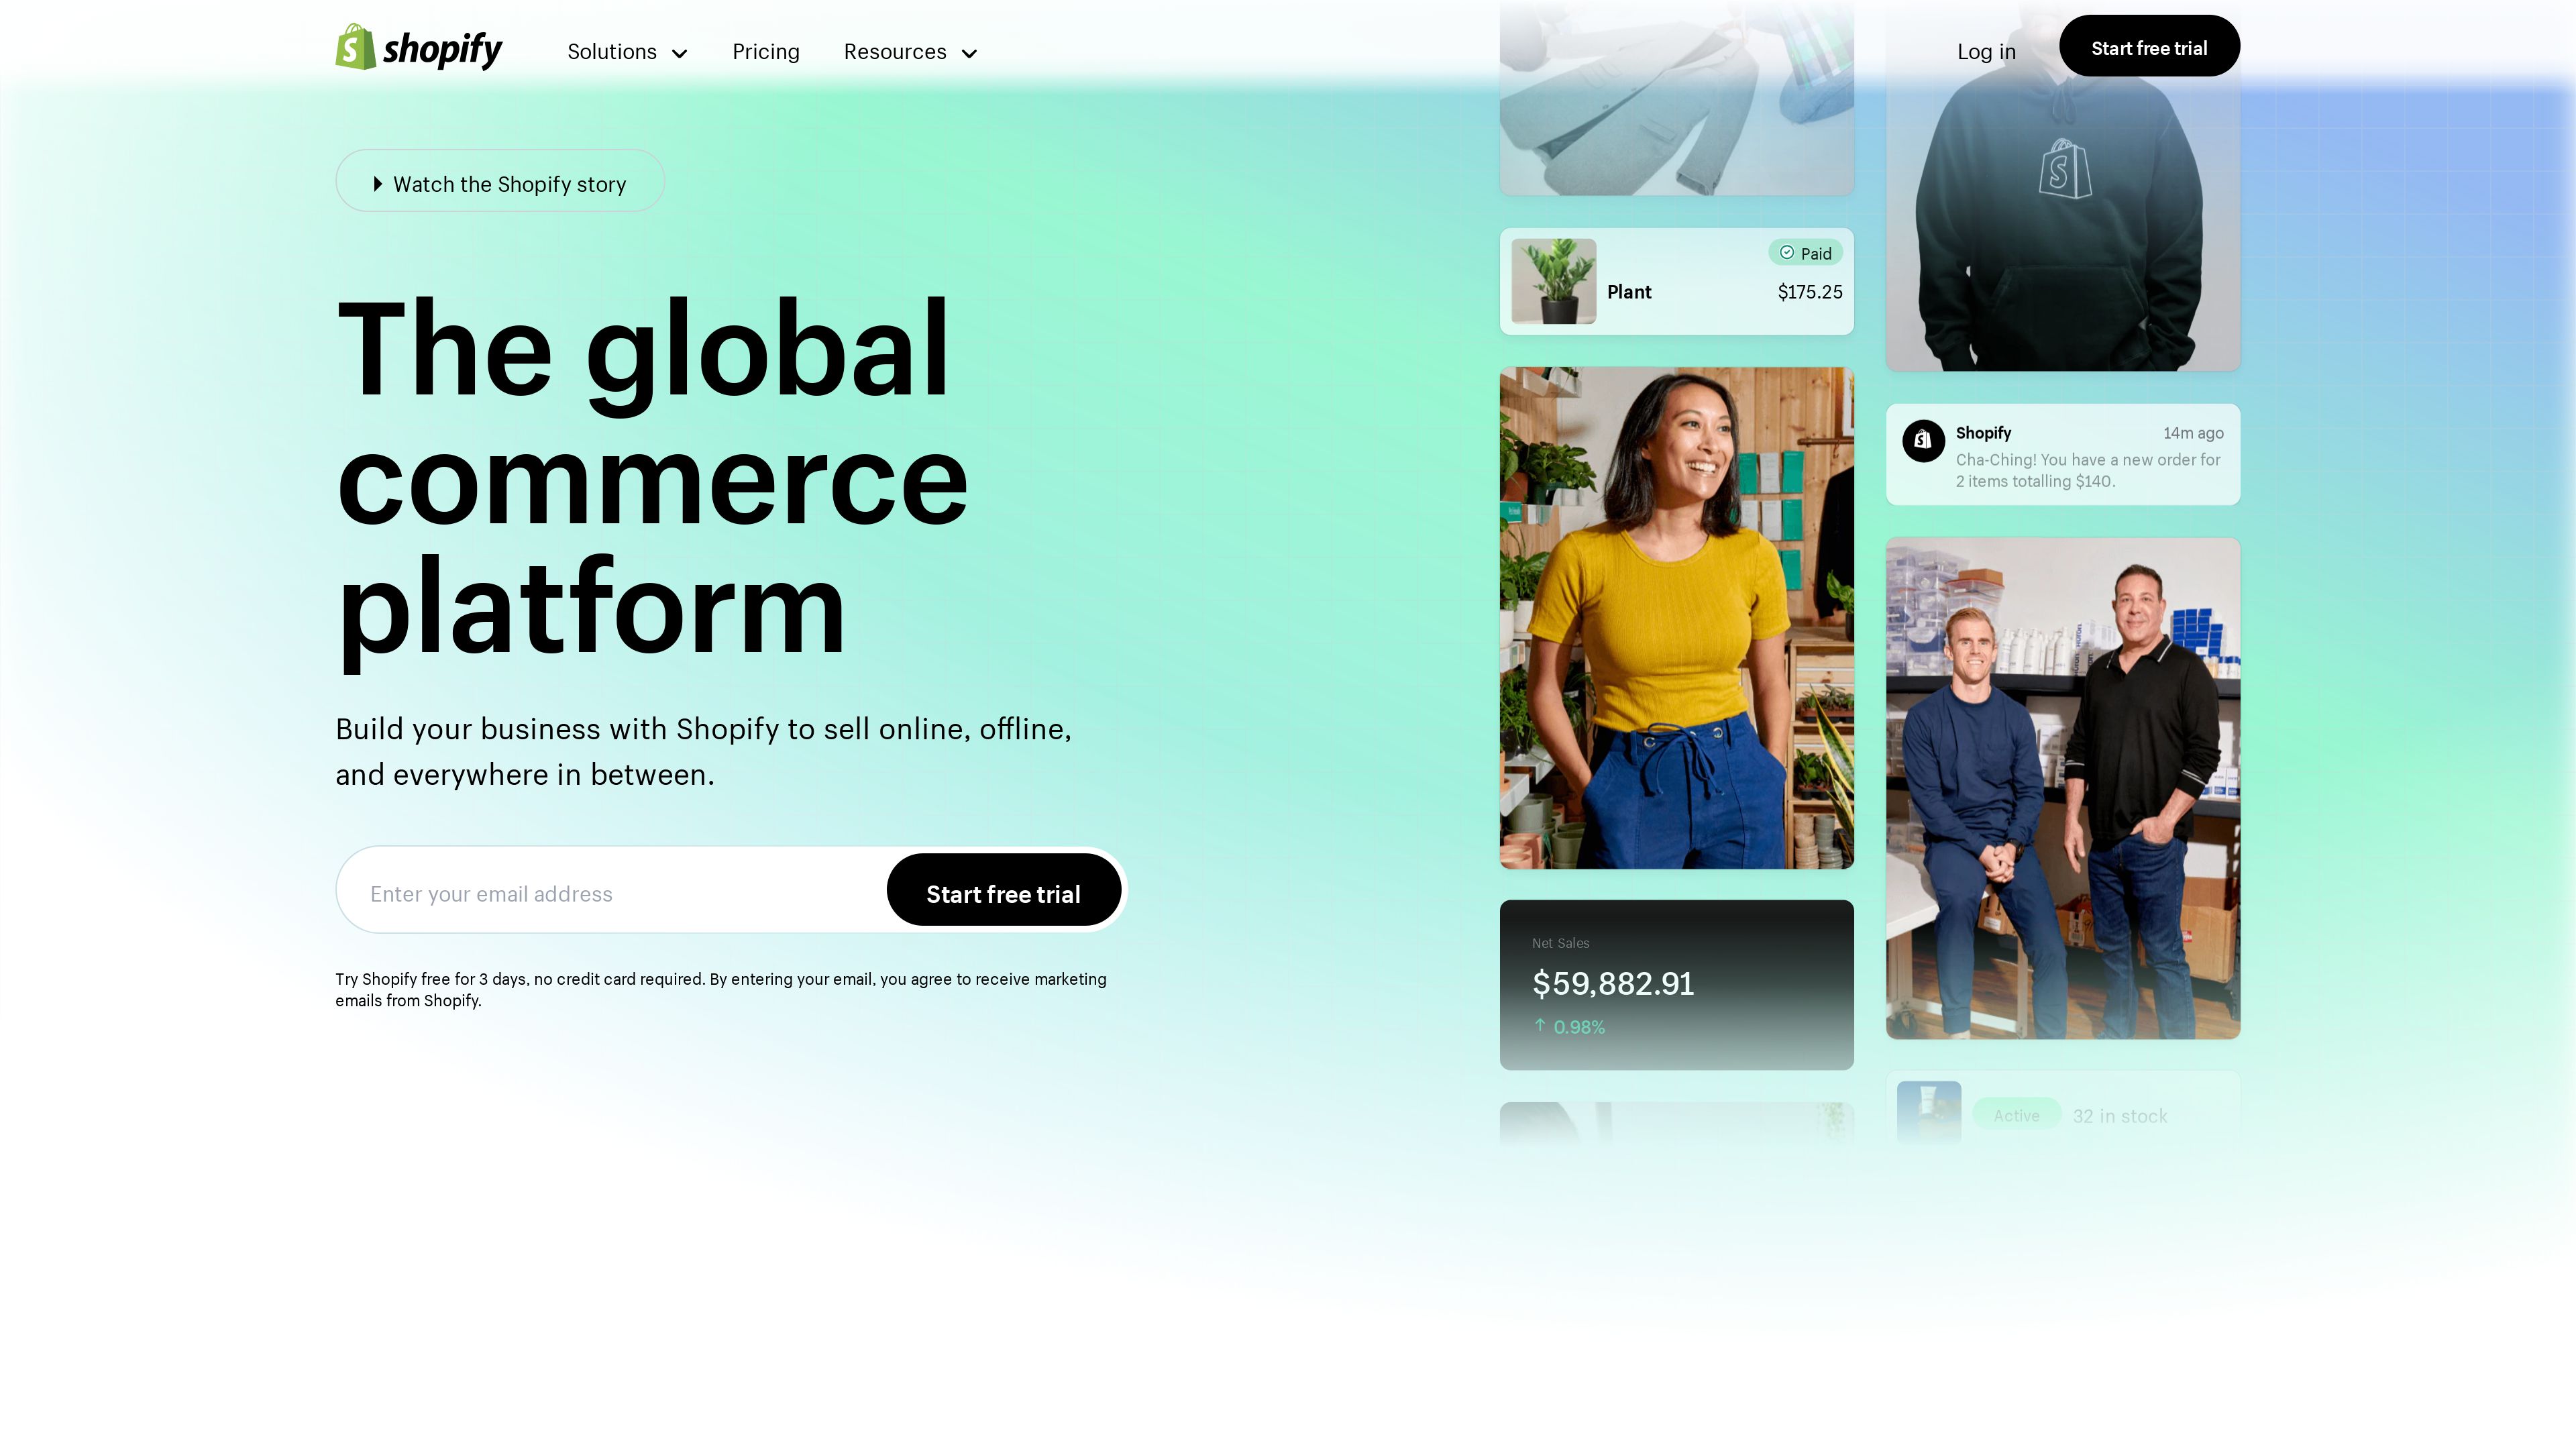 shopify
Solutions
Pricing
Resources
Log in
Start free trial
Watch the Shopify story
The global
commerce
platform
Build your business with Shopify to sell online, offline,
and everywhere in between.
Enter your email address
Start free trial
Try Shopify free for 3 days, no credit card required. By entering your email, you agree to receive marketing
emails from Shopify.
Paid
Plant
$175.25
Net Sales
$59,882.91
↑ 0.98%
Shopify
14m ago
Cha-Ching! You have a new order for
2 items totalling $140.
Active
32 in stock